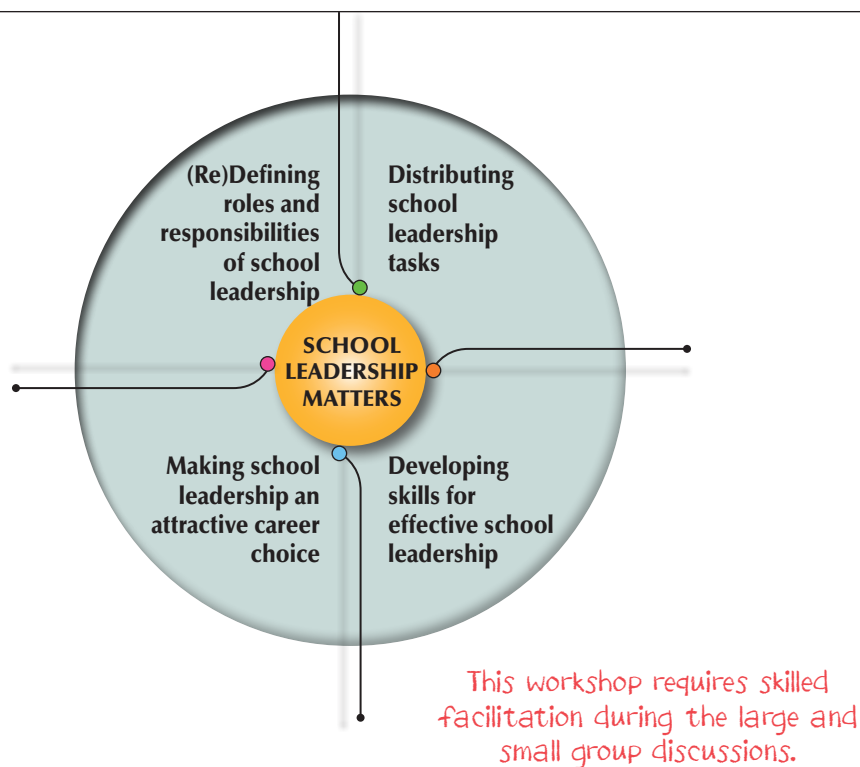 (Re)Defining
roles and
responsibilities
of school
leadership
Distributing
school
leadership
tasks
SCHOOL
LEADERSHIP
MATTERS
Making school
leadership an
attractive career
choice
Developing
skills for
effective school
leadership
This workshop requires skilled
facilitation during the large and
small group discussions.